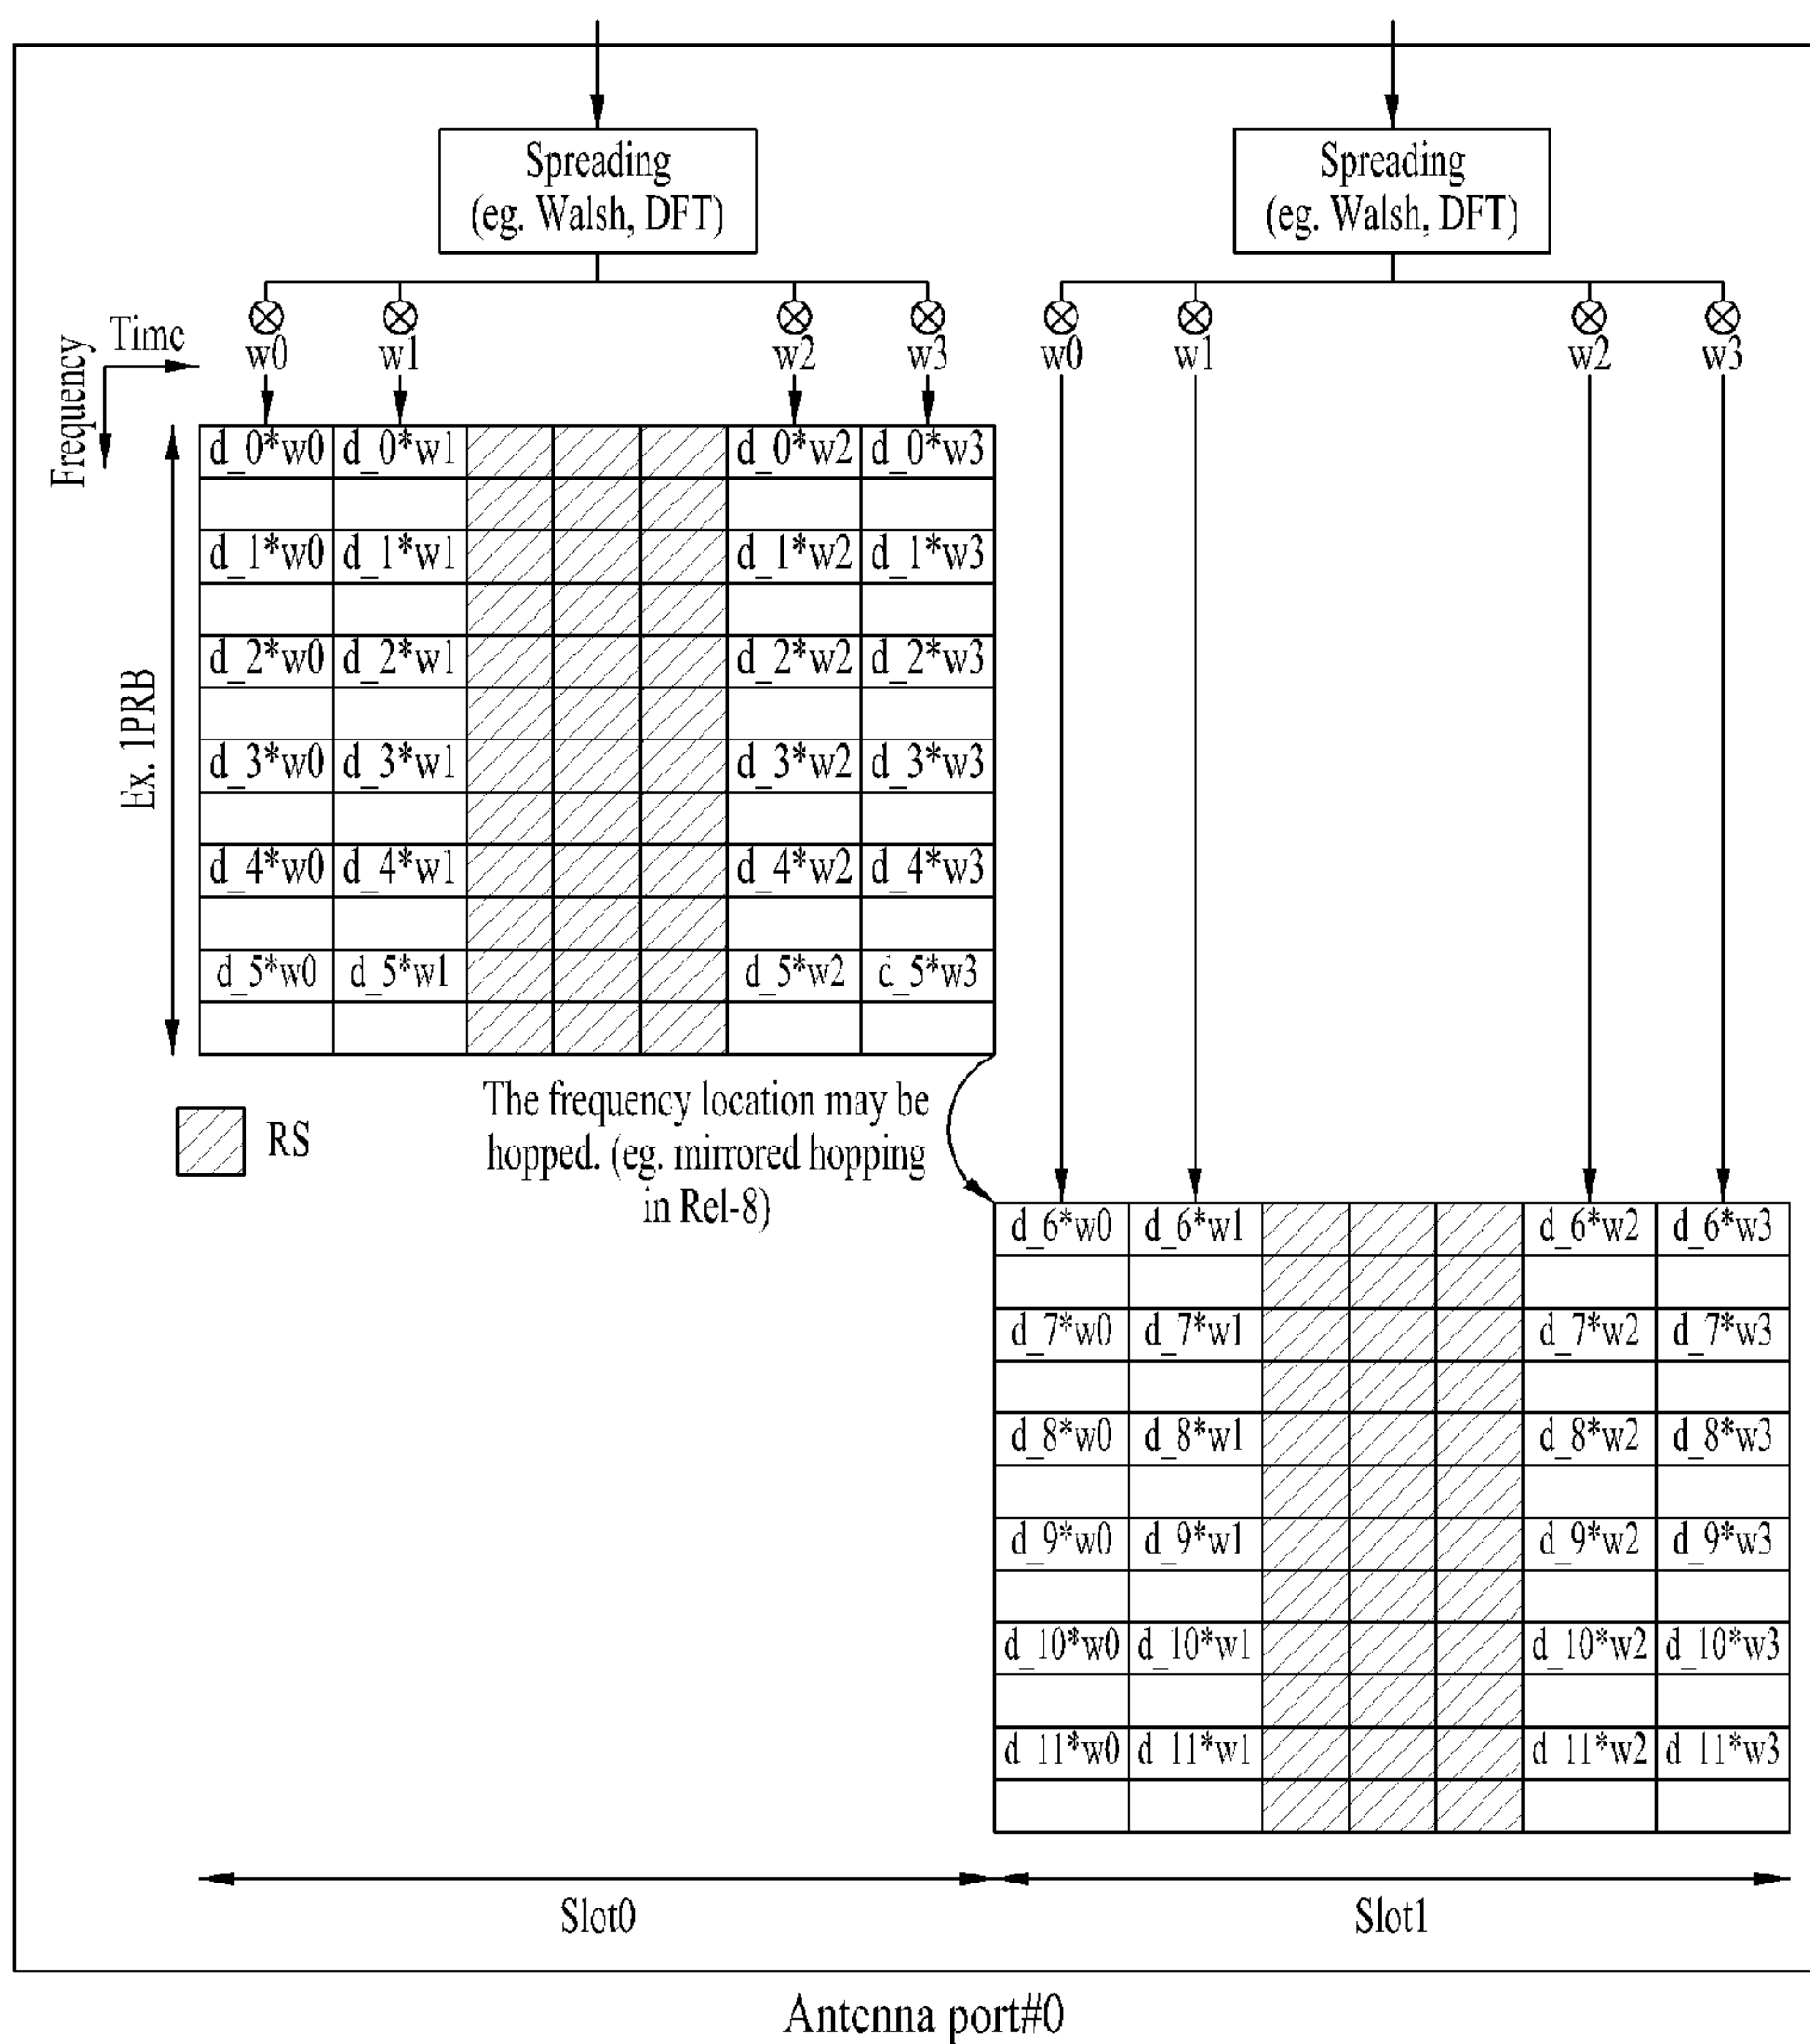 Spreading
(eg. Walsh, DFT)
Spreading
(eg. Walsh, DFT)
Time
Frequency
w0 w1 w2 w3 w0 w1 w2 w3
d_0*w0 d_0*w1 d_0*w2 d_0*w3
d_1*w0 d_1*w1 d_1*w2 d_1*w3
d_2*w0 d_2*w1 d_2*w2 d_2*w3
d_3*w0 d_3*w1 d_3*w2 d_3*w3
d_4*w0 d_4*w1 d_4*w2 d_4*w3
d_5*w0 d_5*w1 d_5*w2 d_5*w3
Ex. 1PRB
RS
The frequency location may be
hopped. (eg. mirrored hopping
in Rel-8)
d_6*w0 d_6*w1 d_6*w2 d_6*w3
d_7*w0 d_7*w1 d_7*w2 d_7*w3
d_8*w0 d_8*w1 d_8*w2 d_8*w3
d_9*w0 d_9*w1 d_9*w2 d_9*w3
d_10*w0 d_10*w1 d_10*w2 d_10*w3
d_11*w0 d_11*w1 d_11*w2 d_11*w3
Slot0 Slot1
Antenna port#0